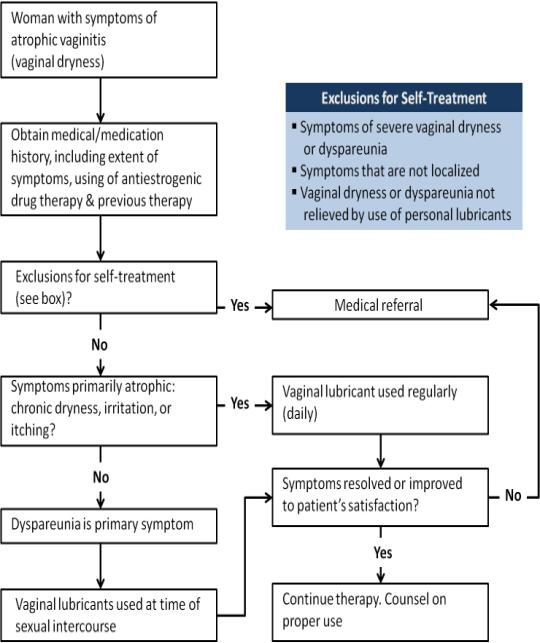 Woman with symptoms of
atrophic vaginitis
(vaginal dryness)
Exclusions for Self-Treatment
▪ Symptoms of severe vaginal dryness
or dyspareunia
▪ Symptoms that are not localized
▪ Vaginal dryness or dyspareunia not
relieved by use of personal lubricants
Obtain medical/medication
history, including extent of
symptoms, using of antiestrogenic
drug therapy & previous therapy
Exclusions for self-treatment
(see box)?
Yes
Medical referral
No
Symptoms primarily atrophic:
chronic dryness, irritation, or
itching?
Yes
Vaginal lubricant used regularly
(daily)
No
Symptoms resolved or improved
to patient's satisfaction?
No
Dyspareunia is primary symptom
Yes
Vaginal lubricants used at time of
sexual intercourse
Continue therapy. Counsel on
proper use